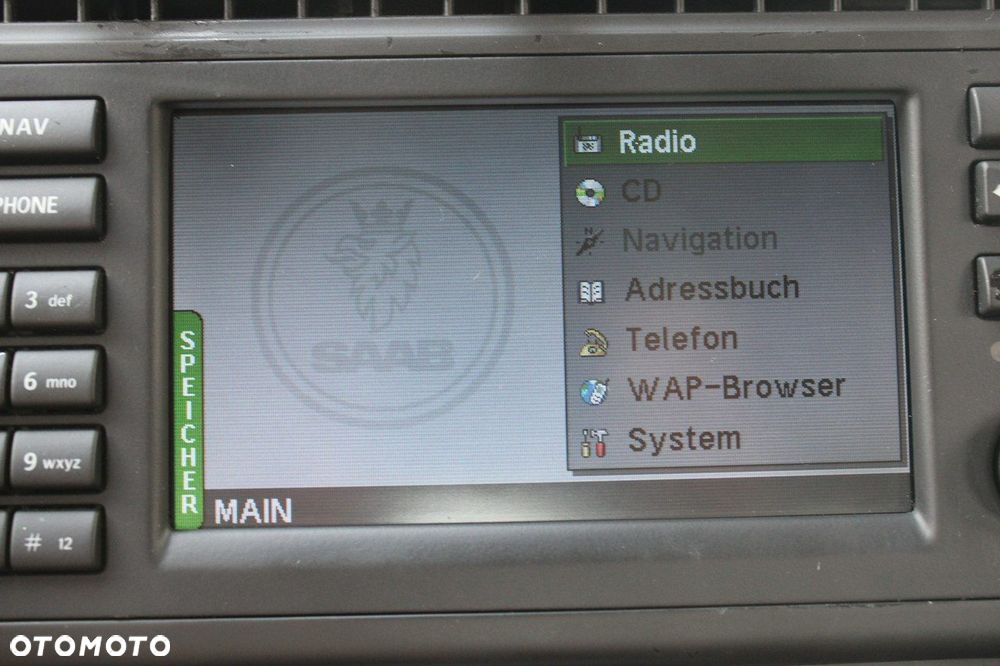 NAV
PHONE
3 def
6 mno
9 wxyz
# 12
SPEICHER
SAAB
Radio
CD
Navigation
Adressbuch
Telefon
WAP-Browser
System
MAIN
OTOMOTO